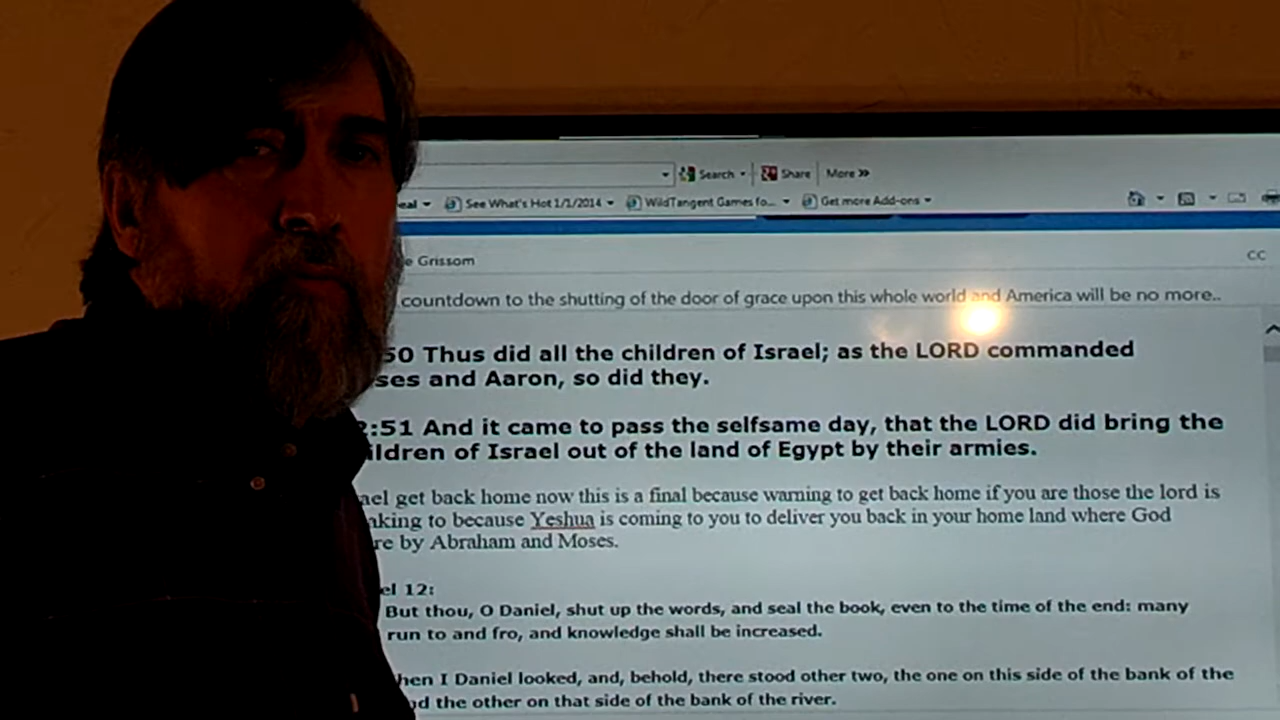 Search Share More »
eal See What's Hot 1/1/2014 WildTangent Games fo... Get more Add-ons
e Grissom CC
countdown to the shutting of the door of grace upon this whole world and America will be no more..
50 Thus did all the children of Israel; as the LORD commanded
ses and Aaron, so did they.
2:51 And it came to pass the selfsame day, that the LORD did bring the
ildren of Israel out of the land of Egypt by their armies.
ael get back home now this is a final because warning to get back home if you are those the lord is
aking to because Yeshua is coming to you to deliver you back in your home land where God
re by Abraham and Moses.
el 12:
But thou, O Daniel, shut up the words, and seal the book, even to the time of the end: many
run to and fro, and knowledge shall be increased.
hen I Daniel looked, and, behold, there stood other two, the one on this side of the bank of the
nd the other on that side of the bank of the river.